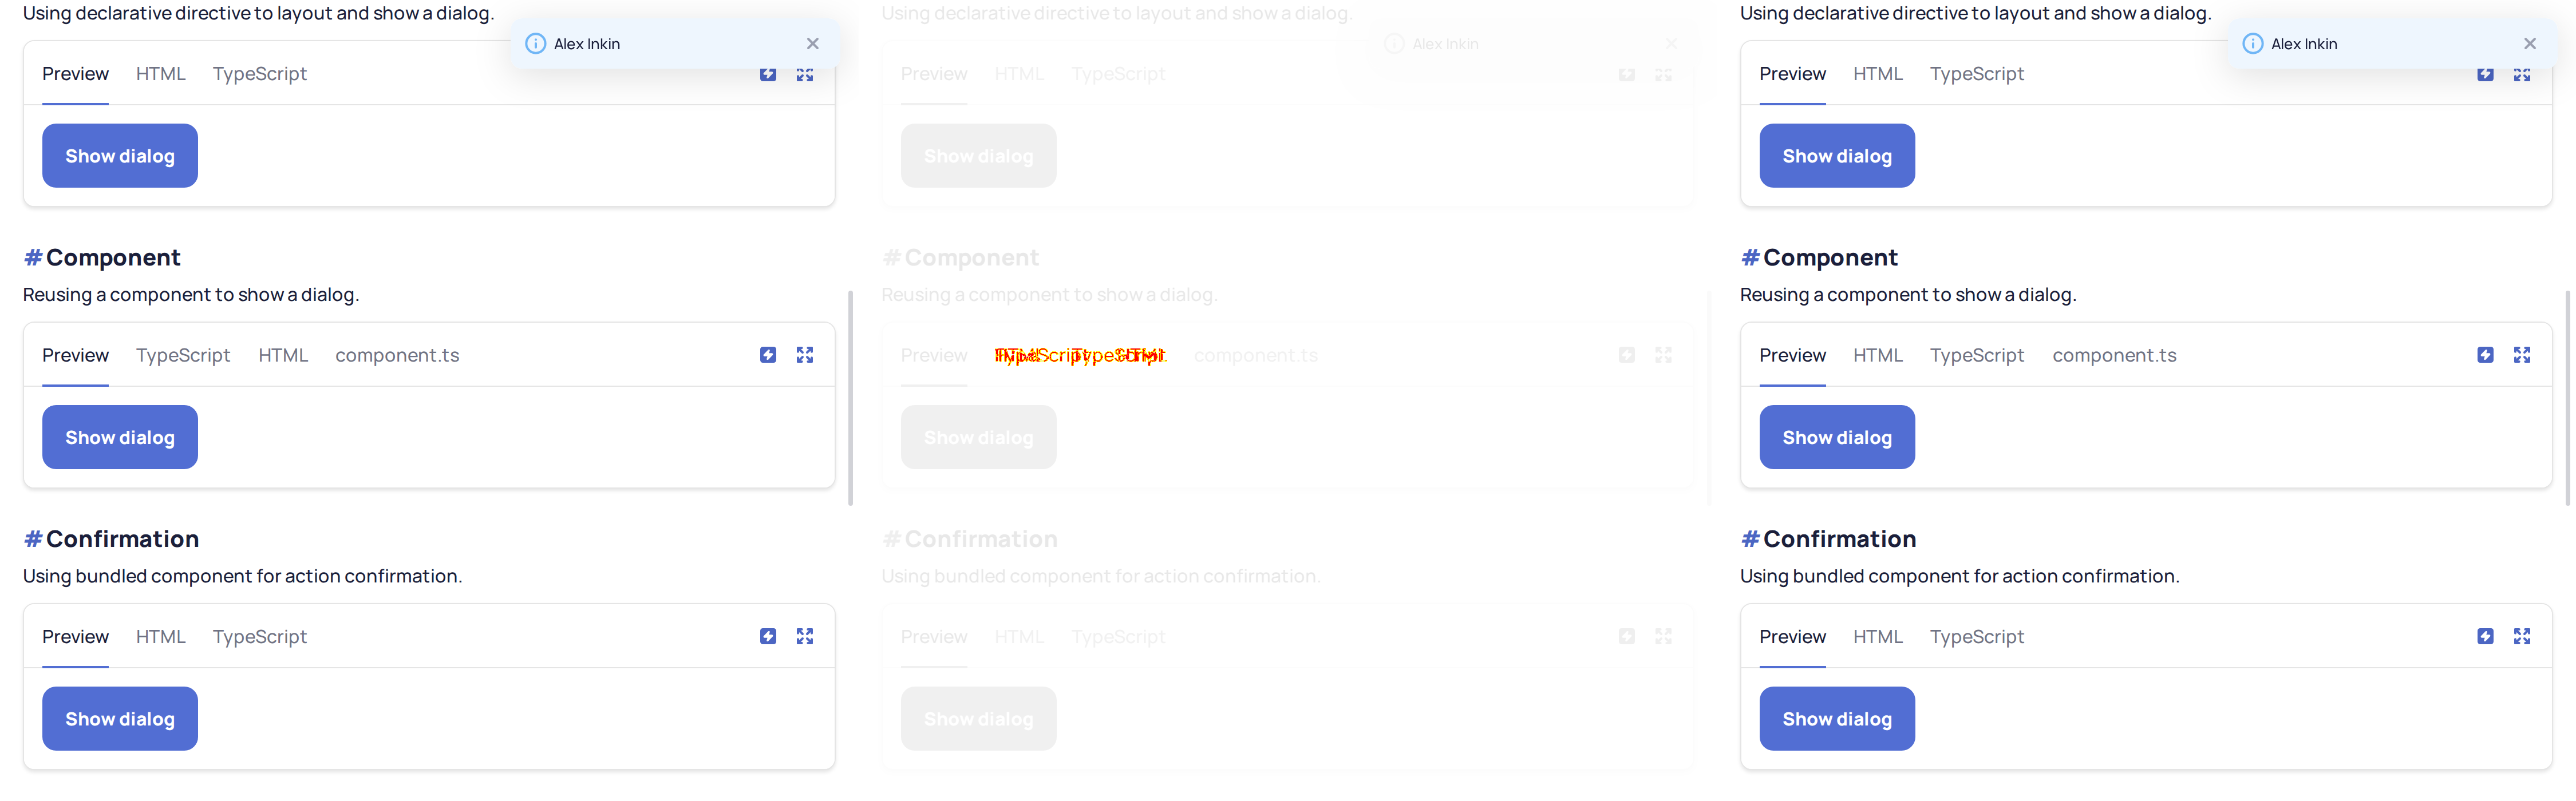 Using declarative directive to layout and show a dialog.
Alex Inkin
Preview HTML TypeScript
Show dialog
#Component
Reusing a component to show a dialog.
Preview TypeScript HTML component.ts
Show dialog
#Confirmation
Using bundled component for action confirmation.
Preview HTML TypeScript
Show dialog
Using declarative directive to layout and show a dialog.
Alex Inkin
Preview HTML TypeScript
Show dialog
#Component
Reusing a component to show a dialog.
Preview component.ts
Show dialog
#Confirmation
Using bundled component for action confirmation.
Preview HTML TypeScript
Show dialog
Using declarative directive to layout and show a dialog.
Alex Inkin
Preview HTML TypeScript
Show dialog
#Component
Reusing a component to show a dialog.
Preview HTML TypeScript component.ts
Show dialog
#Confirmation
Using bundled component for action confirmation.
Preview HTML TypeScript
Show dialog